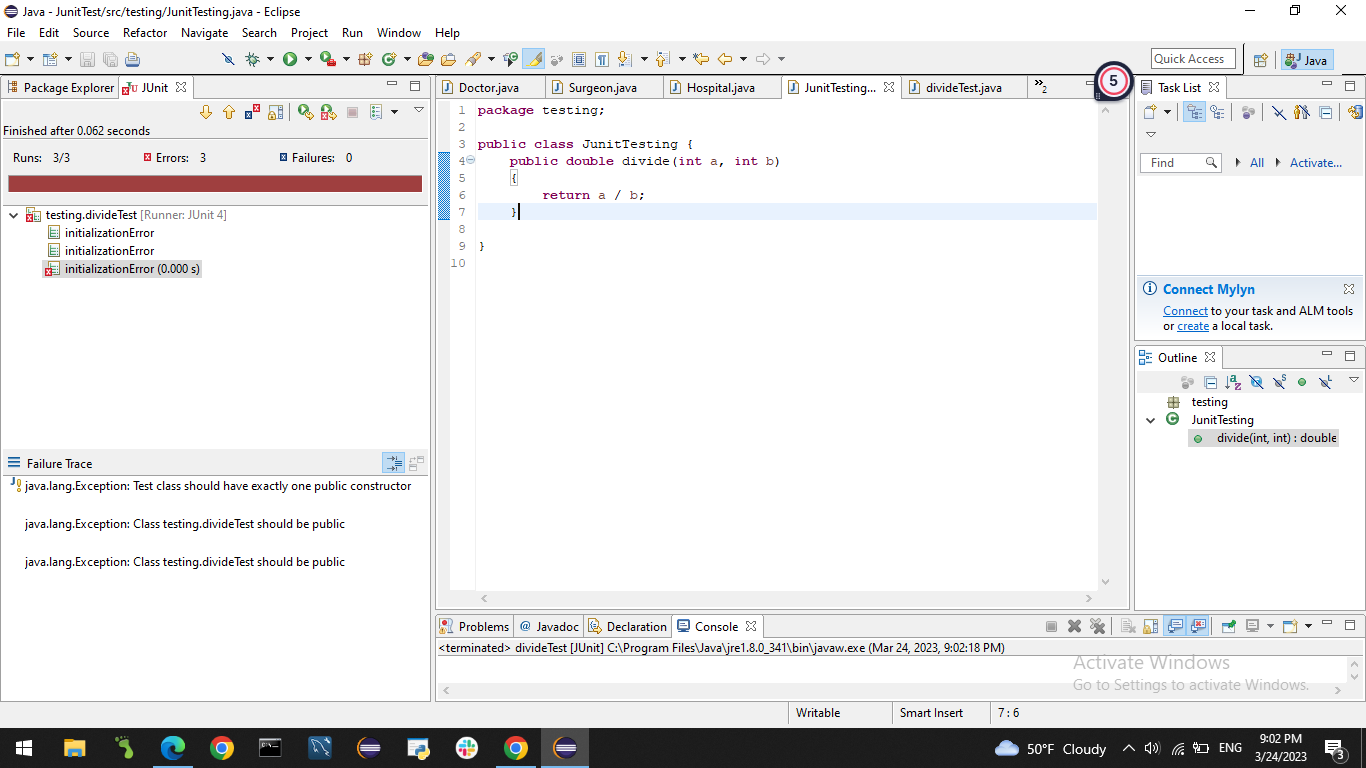 Java - JunitTest/src/testing/JunitTesting.java - Eclipse
File Edit Source Refactor Navigate Search Project Run Window Help
Quick Access
Java
Package Explorer JUnit
Finished after 0.062 seconds
Runs: 3/3 Errors: 3 Failures: 0
testing.divideTest [Runner: JUnit 4]
initializationError
initializationError
initializationError (0.000 s)
Failure Trace
java.lang.Exception: Test class should have exactly one public constructor
java.lang.Exception: Class testing.divideTest should be public
java.lang.Exception: Class testing.divideTest should be public
Doctor.java Surgeon.java Hospital.java JunitTesting... divideTest.java »2
5
1 package testing;
2
3 public class JunitTesting {
4 public double divide(int a, int b)
5 {
6 return a / b;
7 }
8
9 }
10
Task List
Find All Activate...
Connect Mylyn
Connect to your task and ALM tools
or create a local task.
Outline
testing
JunitTesting
divide(int, int) : double
Problems @ Javadoc Declaration Console
<terminated> divideTest [JUnit] C:\Program Files\Java\jre1.8.0_341\bin\javaw.exe (Mar 24, 2023, 9:02:18 PM)
Activate Windows
Go to Settings to activate Windows.
Writable Smart Insert 7 : 6
50°F Cloudy ENG
9:02 PM
3/24/2023
3